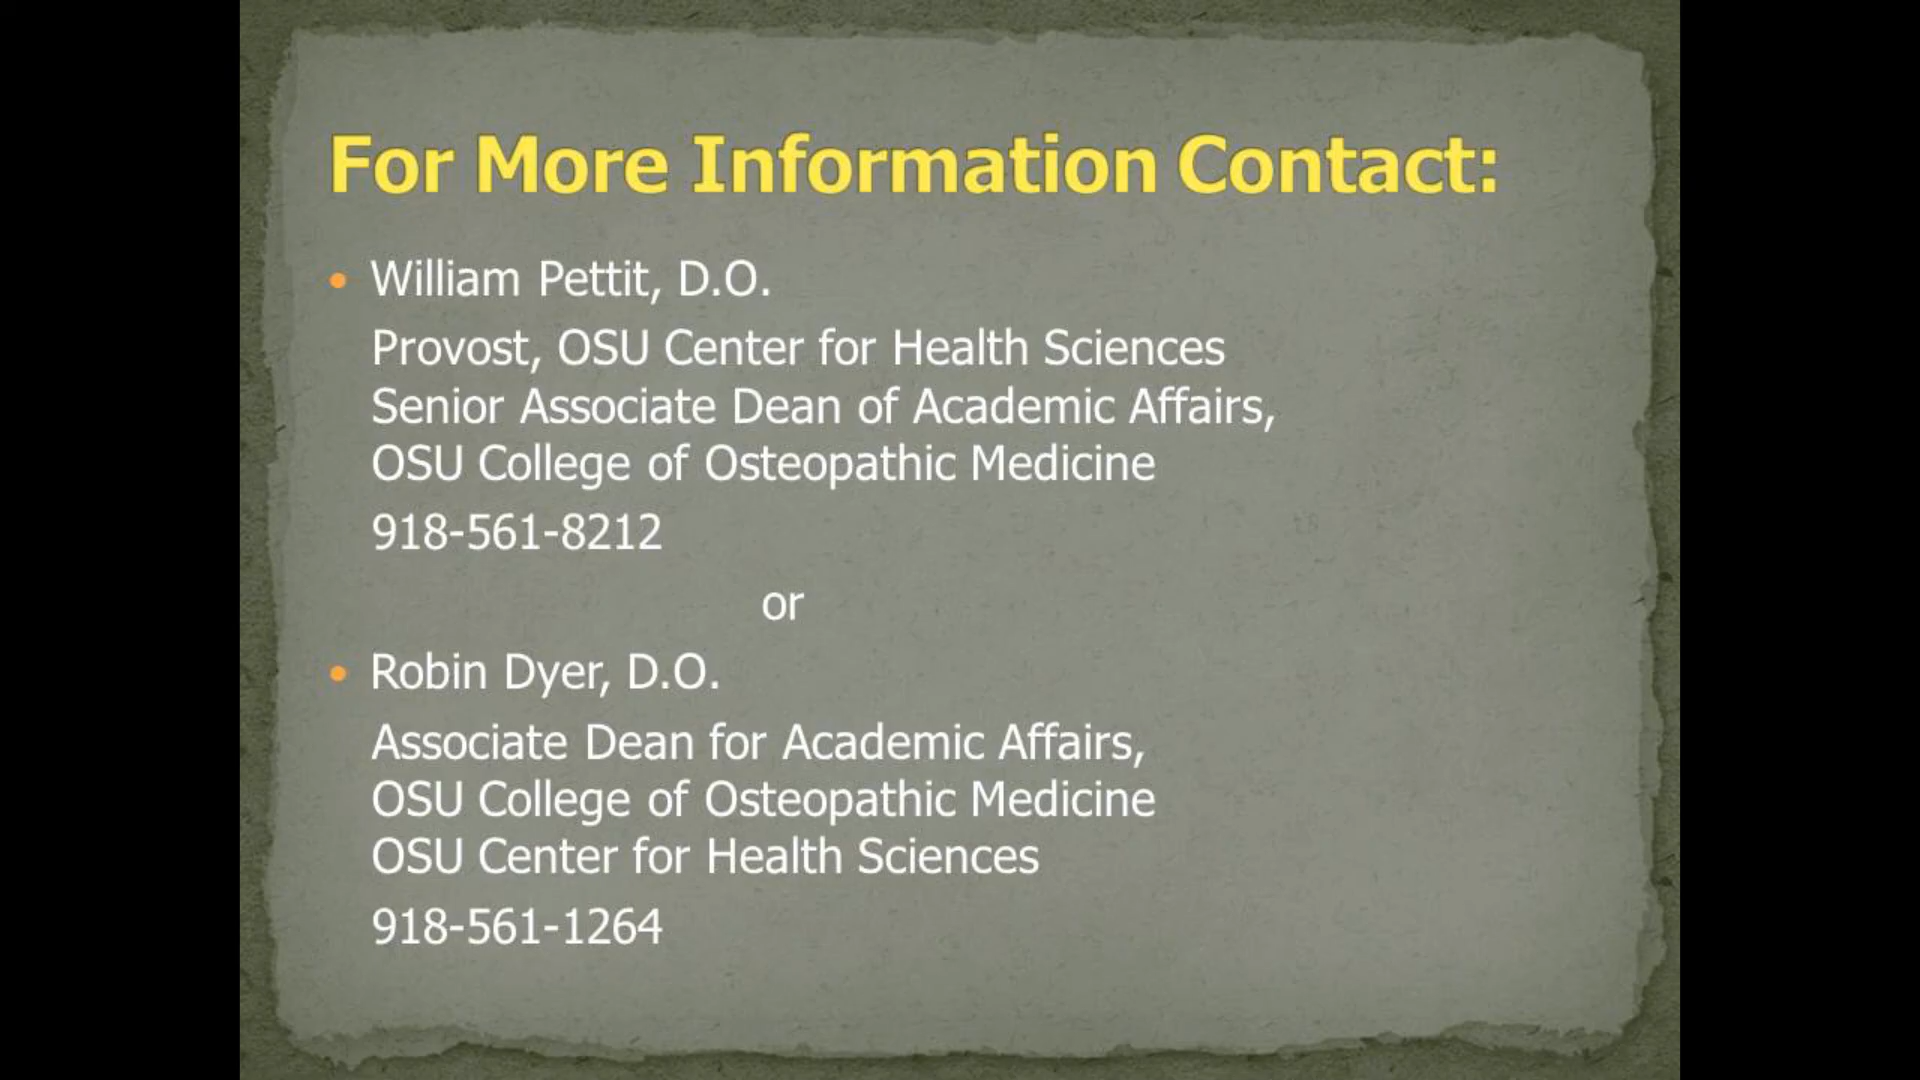 For More Information Contact:
• William Pettit, D.O.
Provost, OSU Center for Health Sciences
Senior Associate Dean of Academic Affairs,
OSU College of Osteopathic Medicine
918-561-8212
or
• Robin Dyer, D.O.
Associate Dean for Academic Affairs,
OSU College of Osteopathic Medicine
OSU Center for Health Sciences
918-561-1264